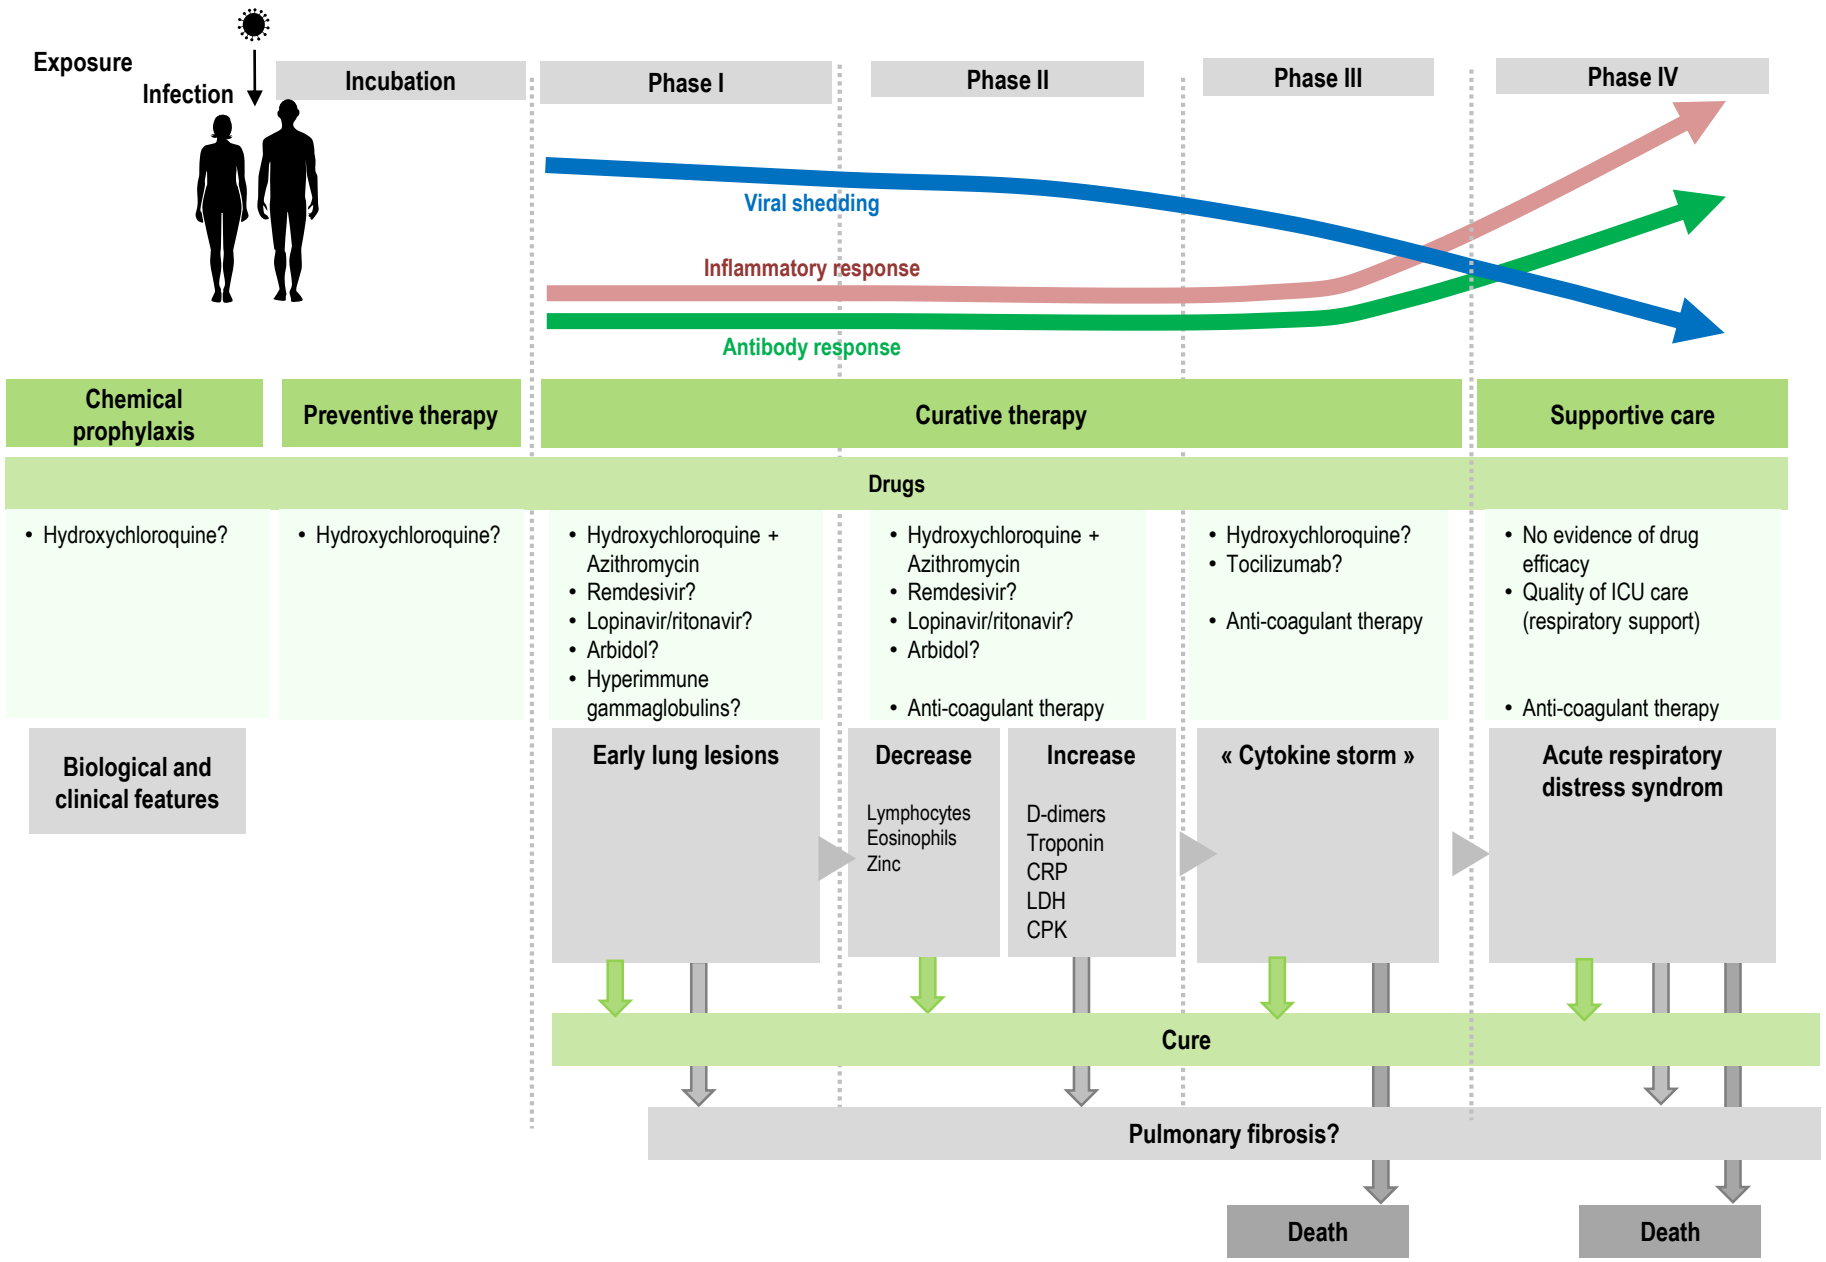 Exposure
Infection
Incubation
Phase I
Phase II
Phase III
Phase IV
Viral shedding
Inflammatory response
Antibody response
Chemical
prophylaxis
Preventive therapy
Curative therapy
Supportive care
Drugs
• Hydroxychloroquine?
• Hydroxychloroquine?
• Hydroxychloroquine +
Azithromycin
• Remdesivir?
• Lopinavir/ritonavir?
• Arbidol?
• Hyperimmune
gammaglobulins?
• Hydroxychloroquine +
Azithromycin
• Remdesivir?
• Lopinavir/ritonavir?
• Arbidol?
• Anti-coagulant therapy
• Hydroxychloroquine?
• Tocilizumab?
• Anti-coagulant therapy
• No evidence of drug
efficacy
• Quality of ICU care
(respiratory support)
• Anti-coagulant therapy
Biological and
clinical features
Early lung lesions
Decrease
Lymphocytes
Eosinophils
Zinc
Increase
D-dimers
Troponin
CRP
LDH
CPK
« Cytokine storm »
Acute respiratory
distress syndrom
Cure
Pulmonary fibrosis?
Death
Death